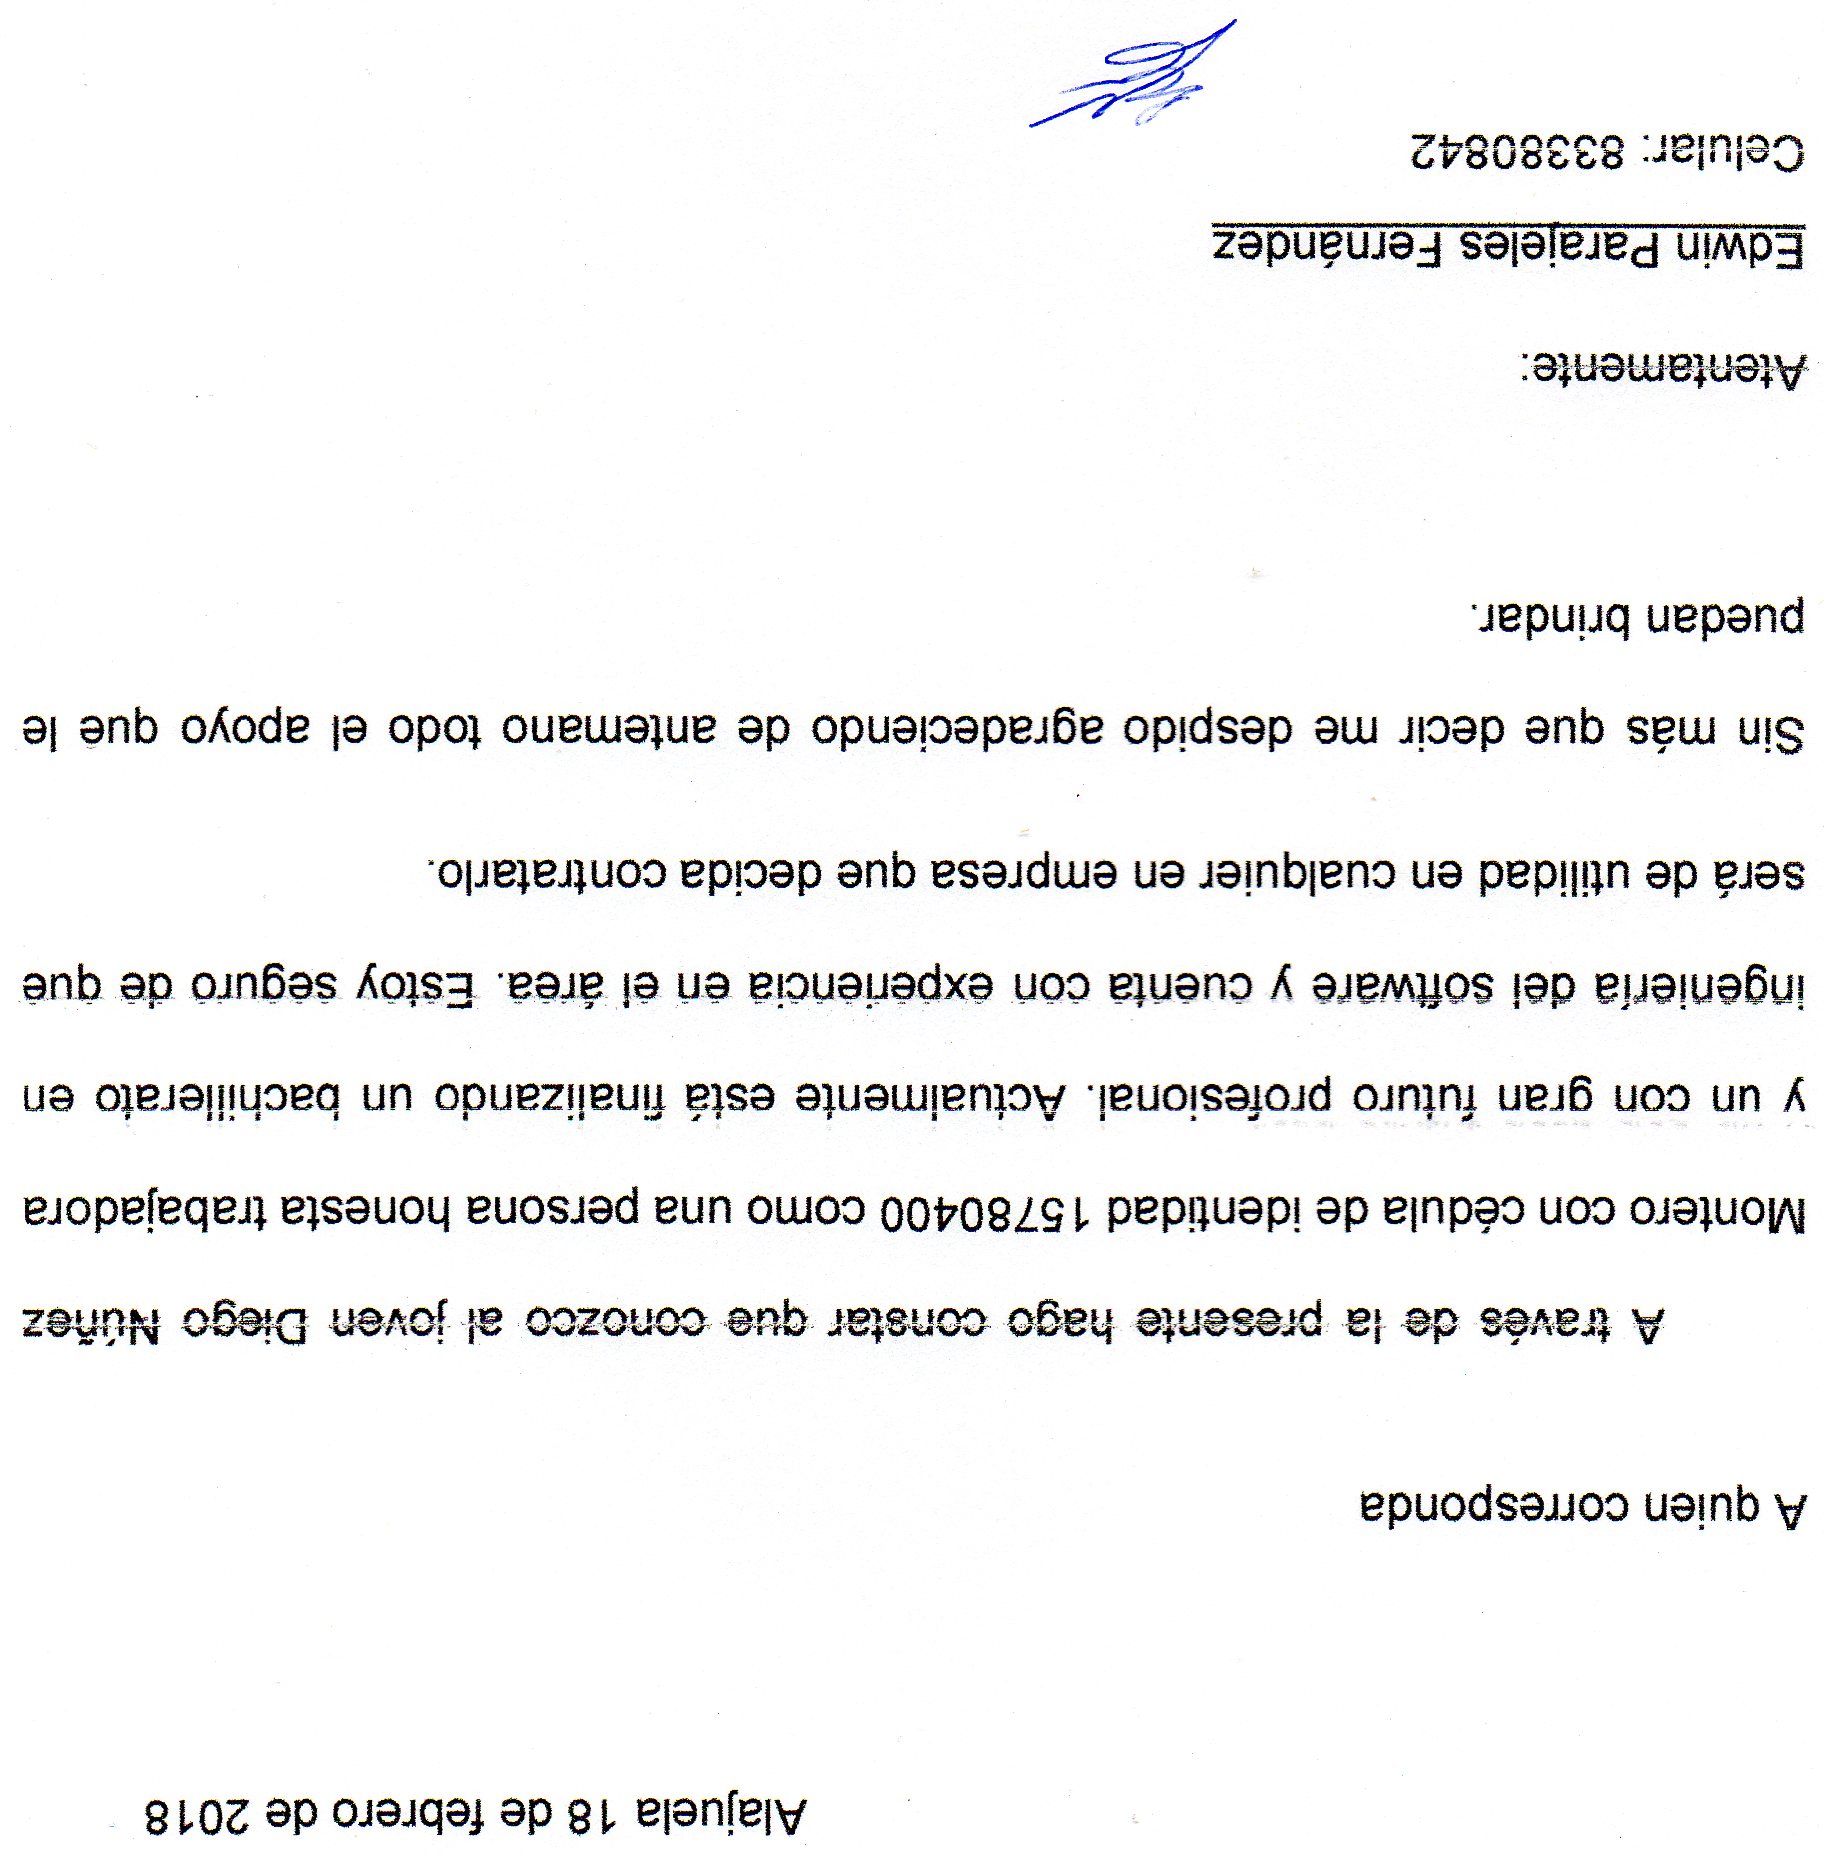 Alajuela 18 de febrero de 2018
A quien corresponda
A través de la presente hago constar que conozco al joven Diego Núñez
Montero con cédula de identidad 15780400 como una persona honesta trabajadora
y un con gran futuro profesional. Actualmente está finalizando un bachillerato en
ingeniería del software y cuenta con experiencia en el área. Estoy seguro de que
será de utilidad en cualquier en empresa que decida contratarlo.
Sin más que decir me despido agradeciendo de antemano todo el apoyo que le
puedan brindar.
Atentamente:
Edwin Parajeles Fernández
Celular: 83380842